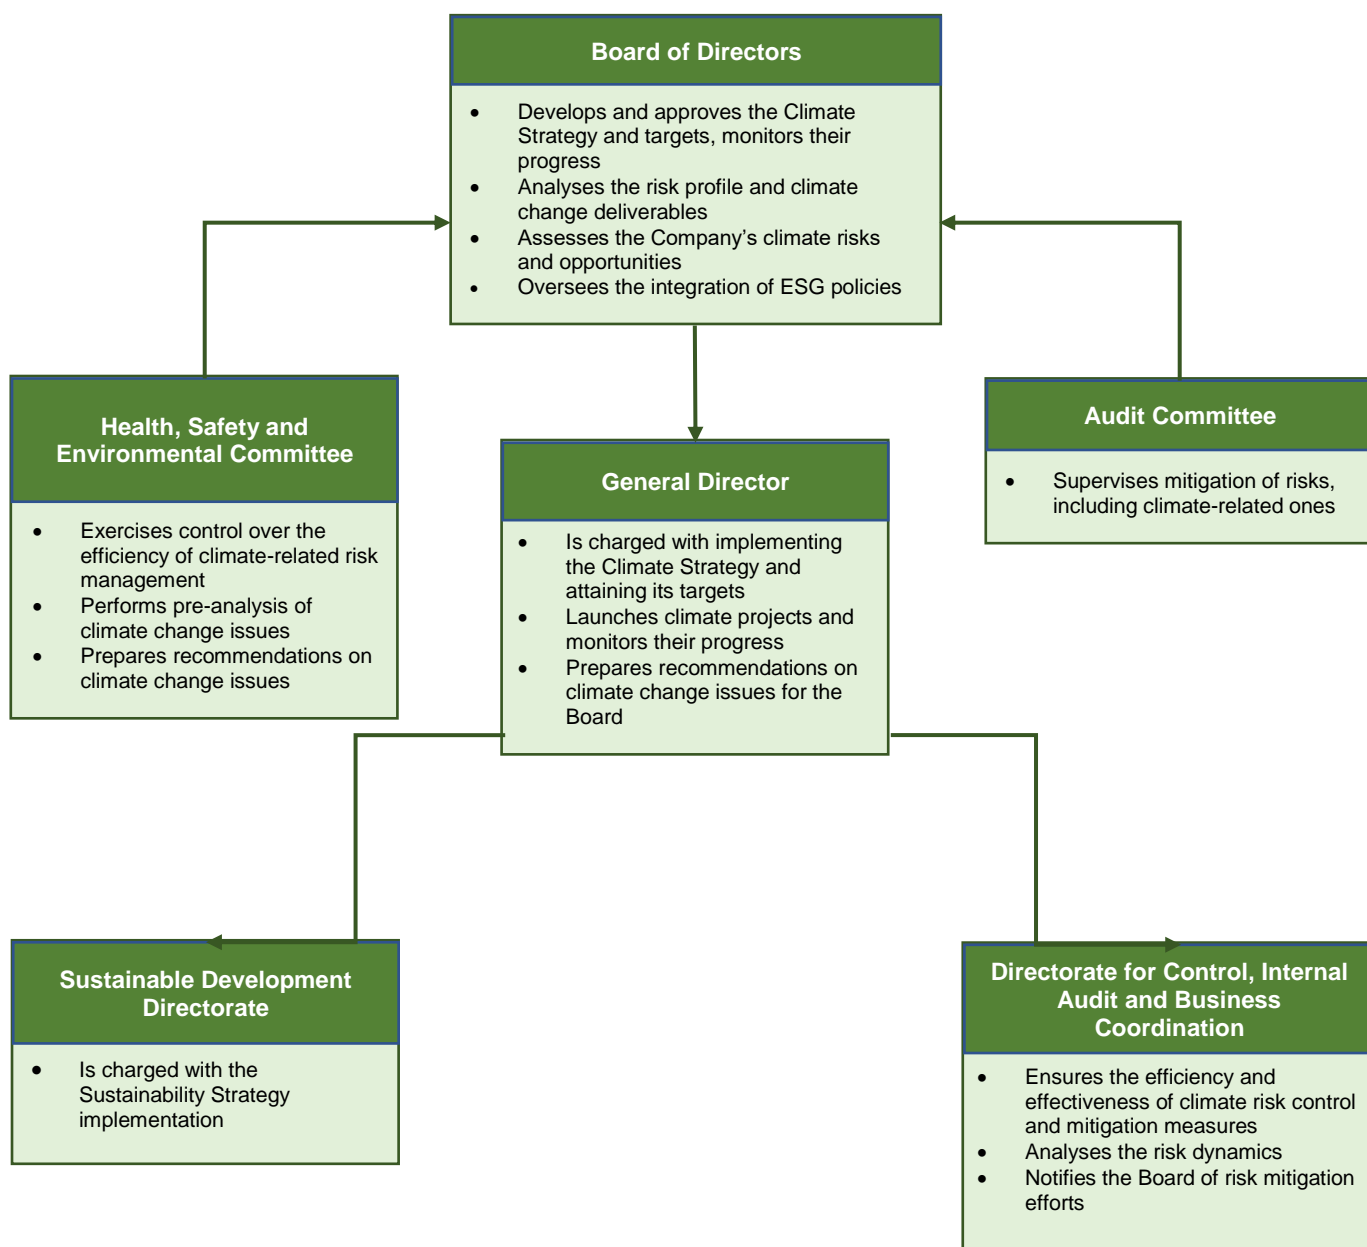 Board of Directors
• Develops and approves the Climate
Strategy and targets, monitors their
progress
• Analyses the risk profile and climate
change deliverables
• Assesses the Company's climate risks
and opportunities
• Oversees the integration of ESG policies
Health, Safety and
Environmental Committee
• Exercises control over the
efficiency of climate-related risk
management
• Performs pre-analysis of
climate change issues
• Prepares recommendations on
climate change issues
General Director
• Is charged with implementing
the Climate Strategy and
attaining its targets
• Launches climate projects and
monitors their progress
• Prepares recommendations on
climate change issues for the
Board
Audit Committee
• Supervises mitigation of risks,
including climate-related ones
Sustainable Development
Directorate
• Is charged with the
Sustainability Strategy
implementation
Directorate for Control, Internal
Audit and Business
Coordination
• Ensures the efficiency and
effectiveness of climate risk control
and mitigation measures
• Analyses the risk dynamics
• Notifies the Board of risk mitigation
efforts